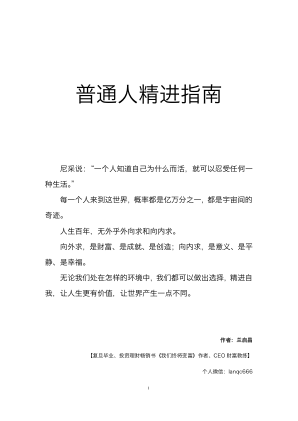 普通人精进指南
尼采说：“一个人知道自己为什么而活，就可以忍受任何一
种生活。”
每一个人来到这世界，概率都是亿万分之一，都是宇宙间的
奇迹。
人生百年，无外乎外向求和向内求。
向外求，是财富、是成就、是创造；向内求，是意义、是平
静、是幸福。
无论我们处在怎样的环境中，我们都可以做出选择，精进自
我，让人生更有价值，让世界产生一点不同。
作者：兰启昌
【复旦毕业，投资理财畅销书《我们终将变富》作者，CEO 财富教练】
个人微信：lanqc666
1